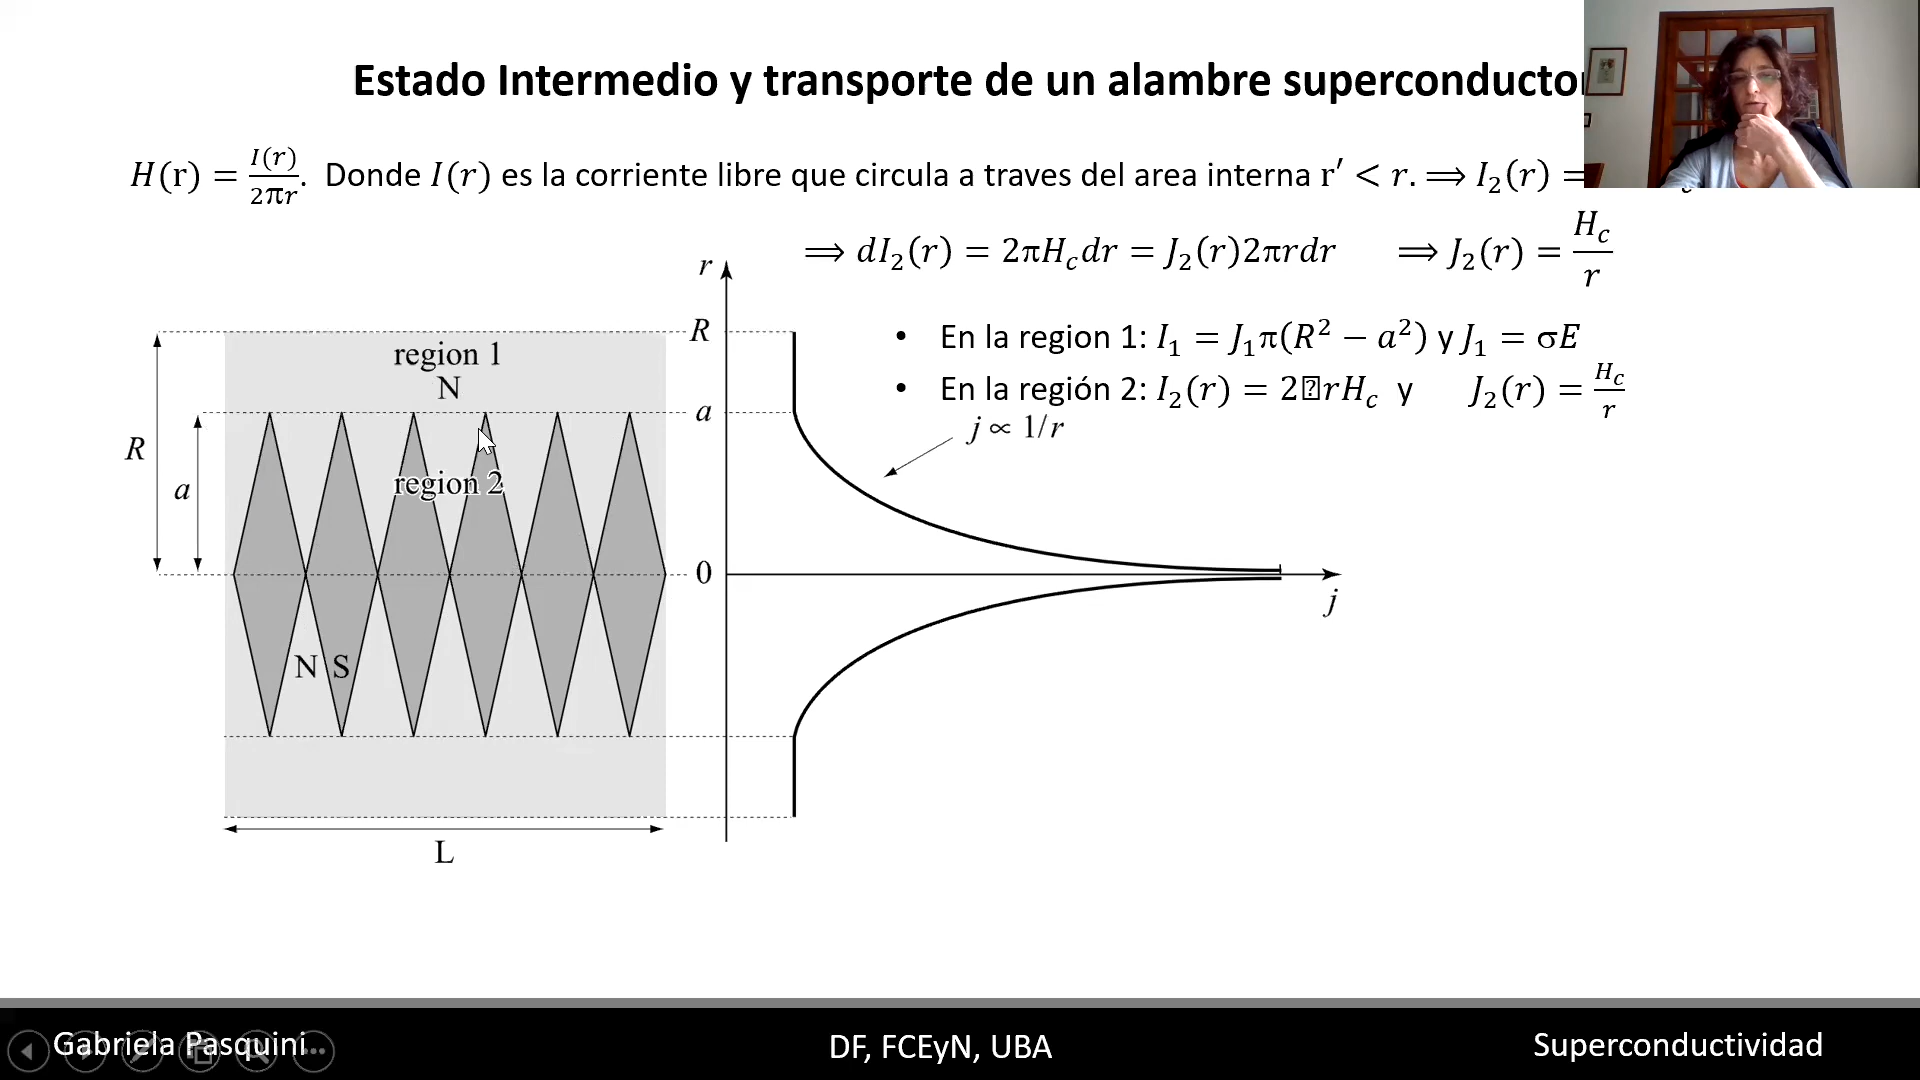 Estado Intermedio y transporte de un alambre superconducto
H(r) = I(r)/2πr. Donde I(r) es la corriente libre que circula a traves del area interna r′ < r. ⟹ I₂(r) =
⟹ dI₂(r) = 2πH_c dr = J₂(r)2πrdr ⟹ J₂(r) = H_c/r
• En la region 1: I₁ = J₁π(R² − a²) y J₁ = σE
• En la región 2: I₂(r) = 2⍰rH_c y J₂(r) = H_c/r
j ∝ 1/r
r
R
a
0
j
region 1
N
R
a
region 2
N S
L
Gabriela Pasquini
DF, FCEyN, UBA
Superconductividad